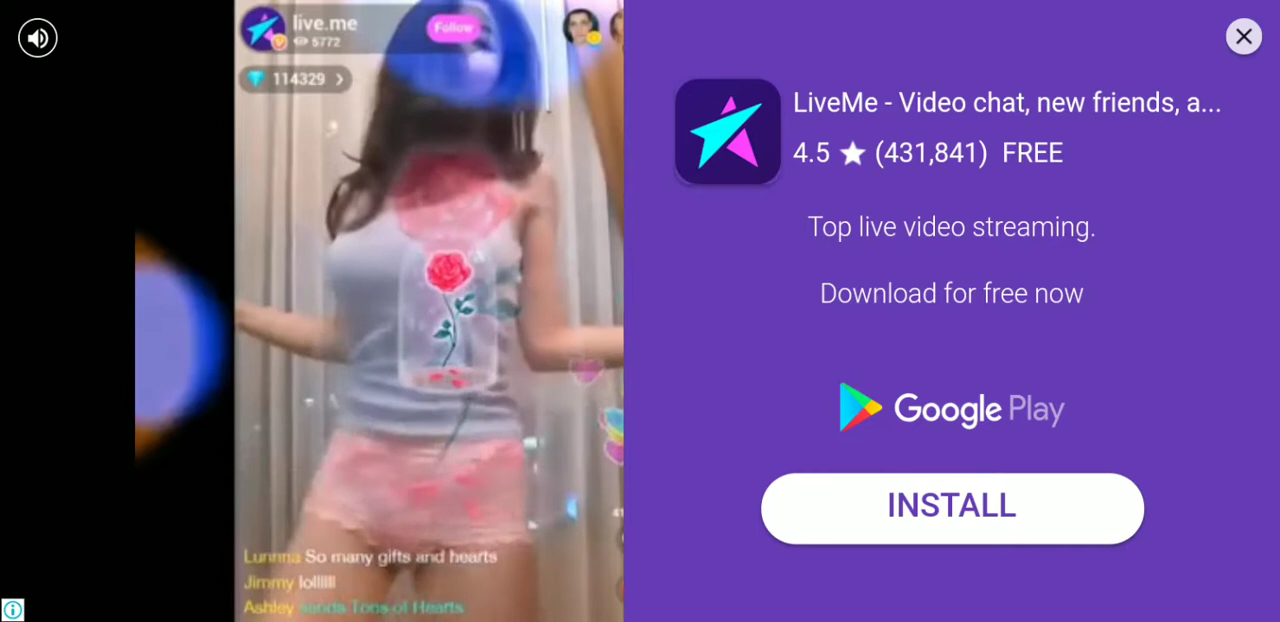 live.me
Follow
5772
114329
LiveMe - Video chat, new friends, a...
4.5 ★ (431,841) FREE
Top live video streaming.
Download for free now
Google Play
INSTALL
Lunnna So many gifts and hearts
Jimmy lolllll
Ashley sends Tons of Hearts